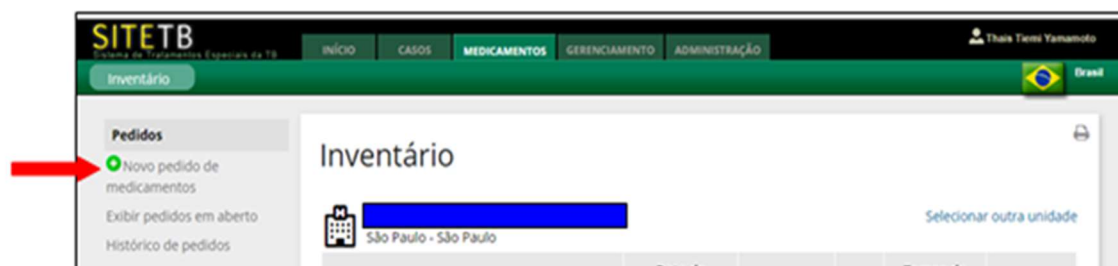 SITETB
Sistema de Tratamentos Especiais da TB
INÍCIO CASOS MEDICAMENTOS GERENCIAMENTO ADMINISTRAÇÃO
Thais Tiemi Yamamoto
Inventário
Brasil
Pedidos
Novo pedido de
medicamentos
Exibir pedidos em aberto
Histórico de pedidos
Inventário
São Paulo - São Paulo
Selecionar outra unidade